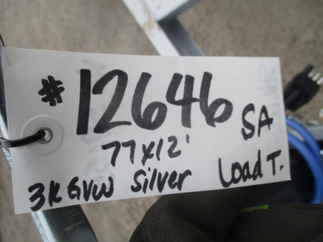 # 12646
77x12' SA
3K GVW Silver Load T.